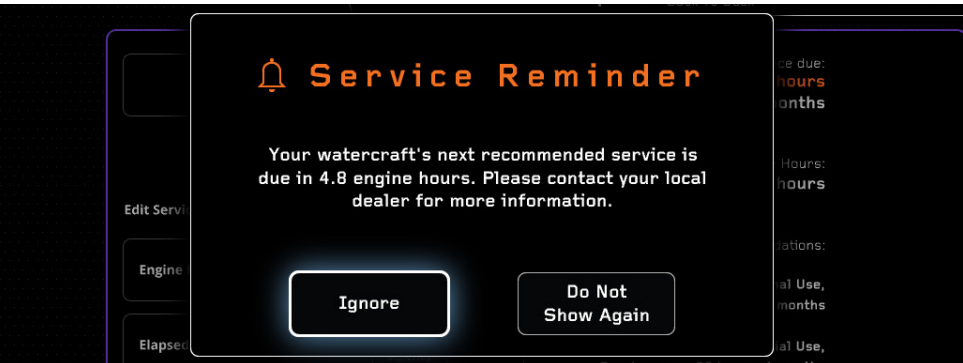 Service Reminder
Your watercraft's next recommended service is
due in 4.8 engine hours. Please contact your local
dealer for more information.
Ignore
Do Not
Show Again
ce due:
hours
onths
Hours:
hours
Edit Servi
dations:
Engine
al Use,
months
Elapsed
al Use,